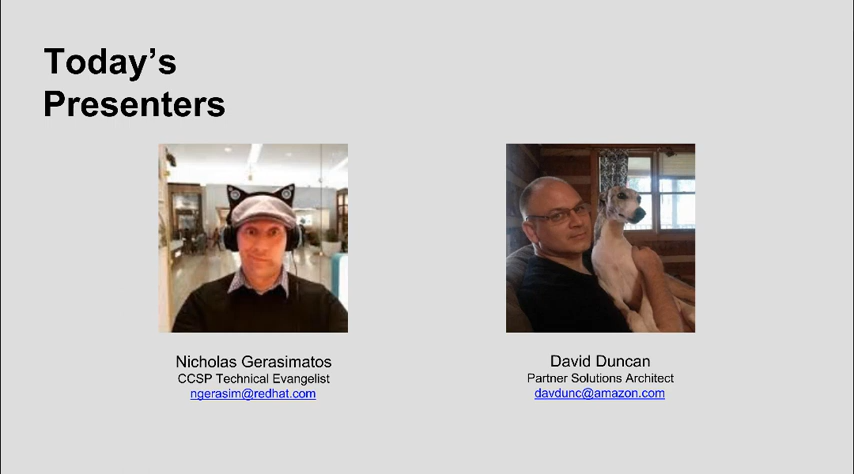 Today’s
Presenters
Nicholas Gerasimatos
CCSP Technical Evangelist
ngerasim@redhat.com
David Duncan
Partner Solutions Architect
davdunc@amazon.com